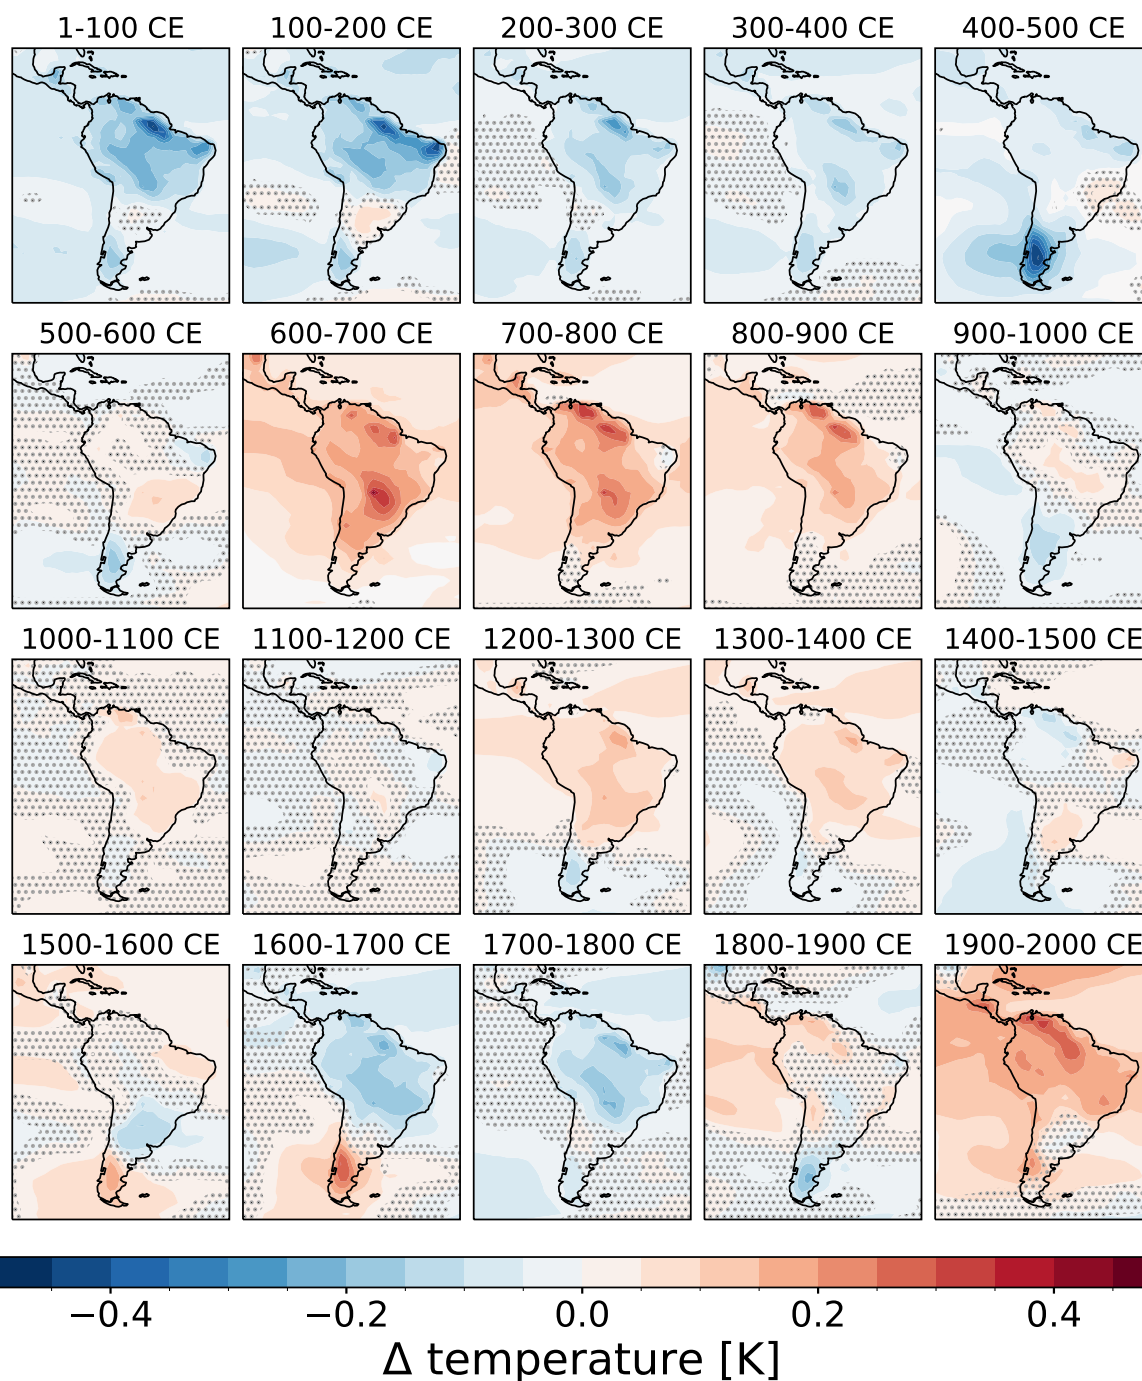 1-100 CE
100-200 CE
200-300 CE
300-400 CE
400-500 CE
500-600 CE
600-700 CE
700-800 CE
800-900 CE
900-1000 CE
1000-1100 CE
1100-1200 CE
1200-1300 CE
1300-1400 CE
1400-1500 CE
1500-1600 CE
1600-1700 CE
1700-1800 CE
1800-1900 CE
1900-2000 CE
−0.4 −0.2 0.0 0.2 0.4
Δ temperature [K]